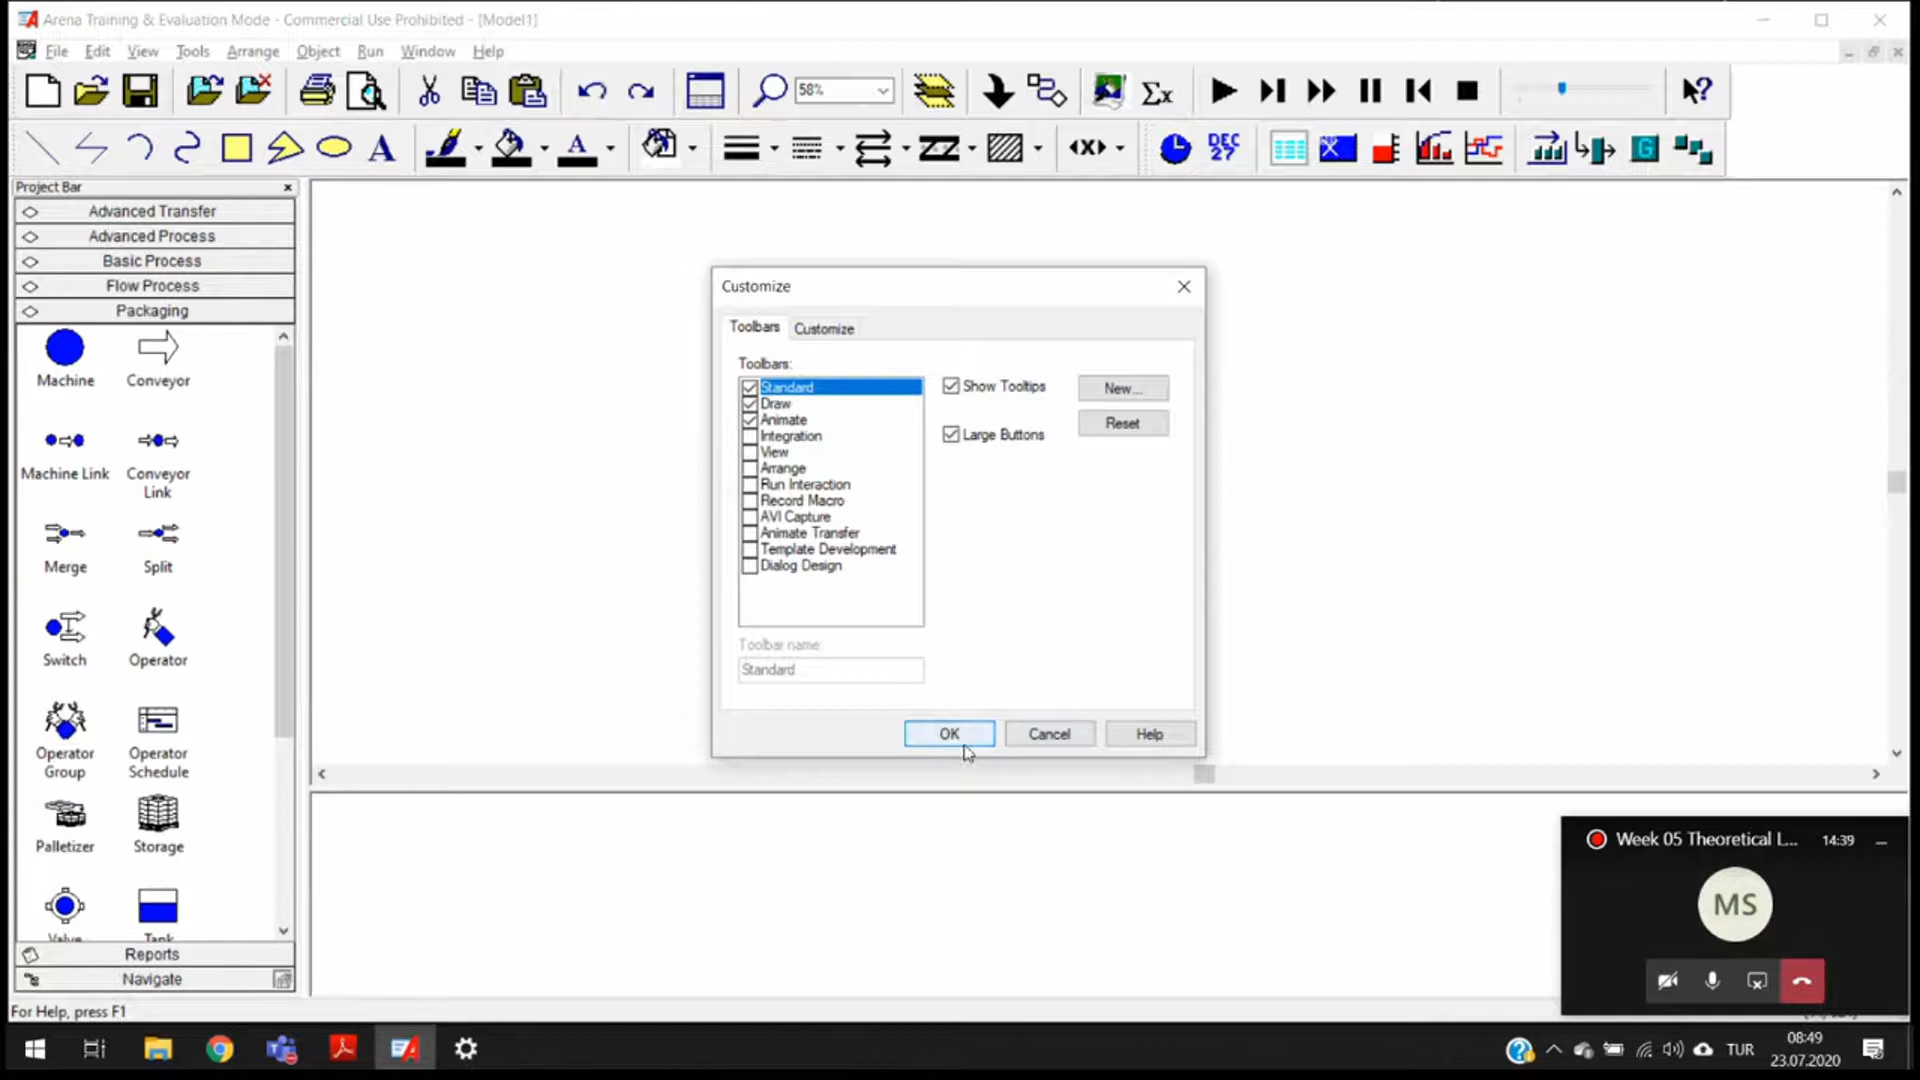 Arena Training & Evaluation Mode - Commercial Use Prohibited - [Model1]
File Edit View Tools Arrange Object Run Window Help
58%
Σx
A A <X> DEC 27 G
Project Bar
Advanced Transfer
Advanced Process
Basic Process
Flow Process
Packaging
Machine Conveyor
Machine Link Conveyor Link
Merge Split
Switch Operator
Operator Group Operator Schedule
Palletizer Storage
Valve Tank
Reports
Navigate
For Help, press F1
Customize
Toolbars Customize
Toolbars:
Standard
Draw
Animate
Integration
View
Arrange
Run Interaction
Record Macro
AVI Capture
Animate Transfer
Template Development
Dialog Design
Show Tooltips
Large Buttons
New...
Reset
Toolbar name:
Standard
OK Cancel Help
Week 05 Theoretical L... 14:39
MS
TUR
08:49
23.07.2020